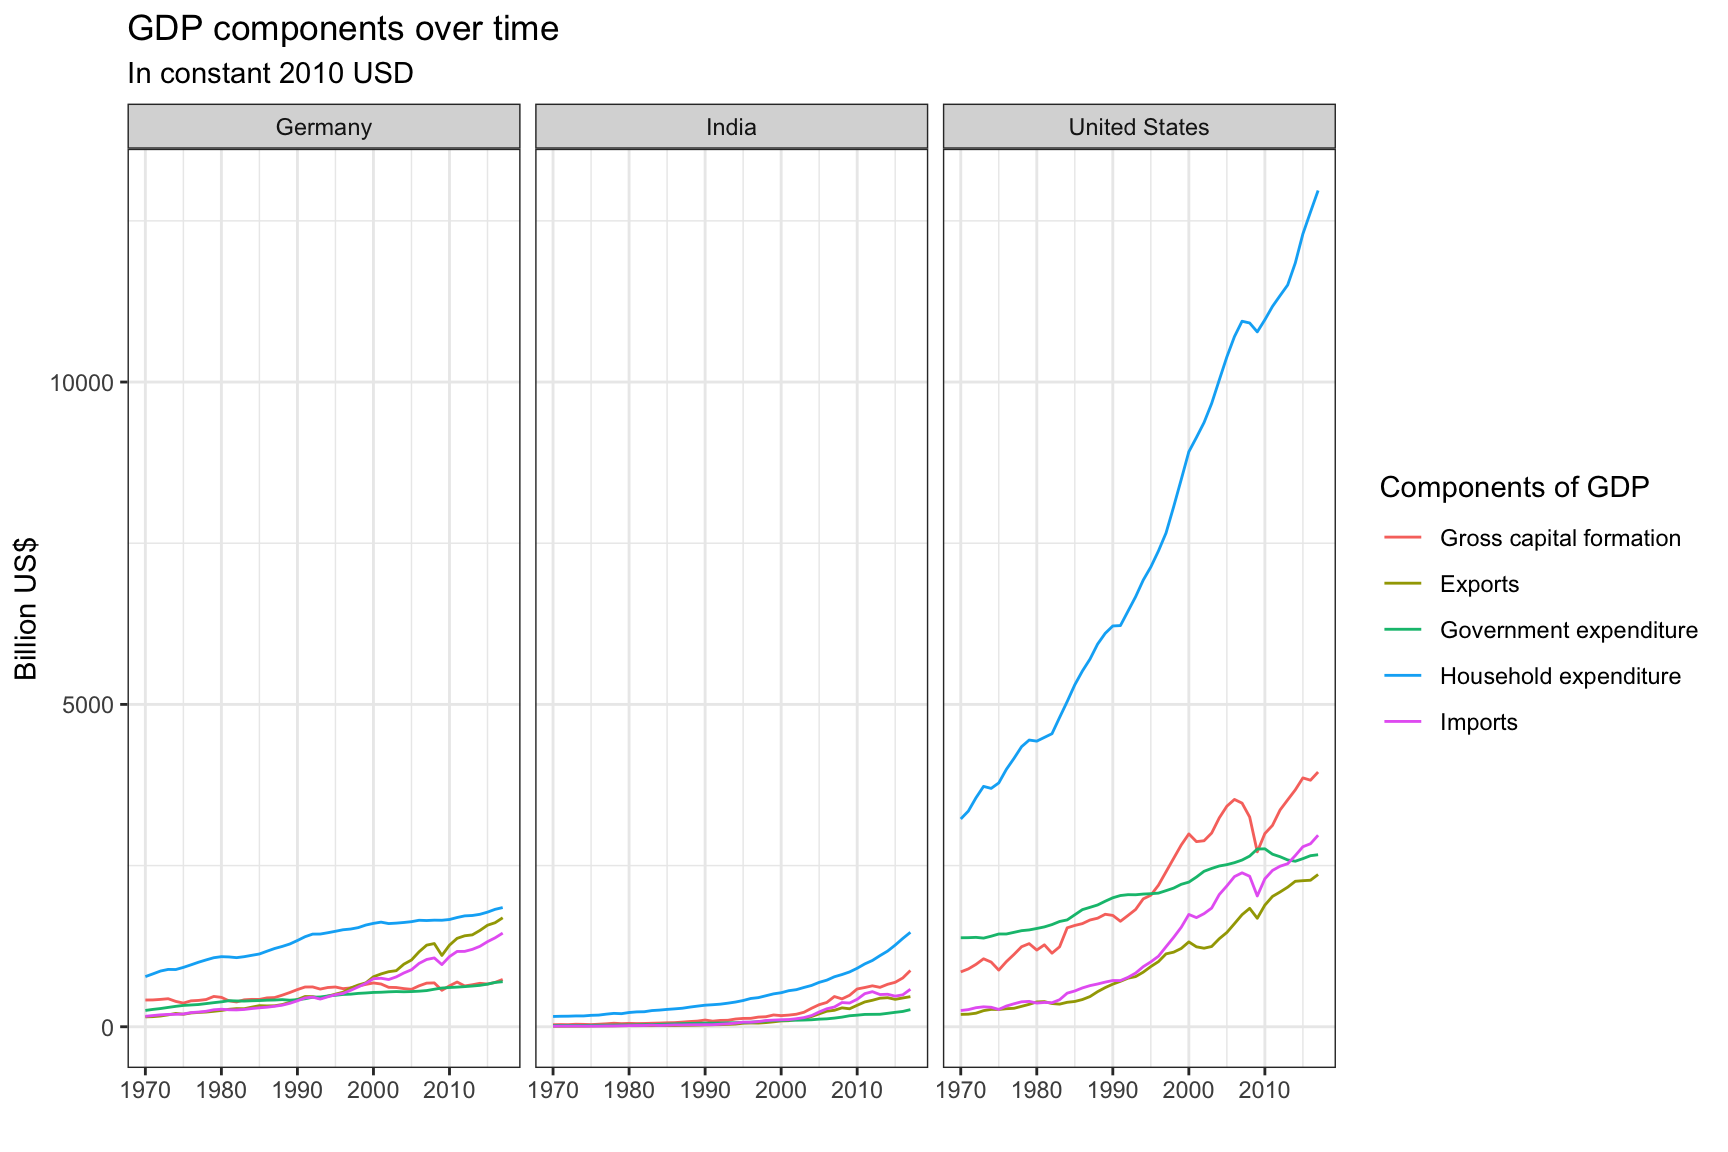 GDP components over time
In constant 2010 USD
Germany
India
United States
Billion US$
10000
5000
0
1970 1980 1990 2000 2010
1970 1980 1990 2000 2010
1970 1980 1990 2000 2010
Components of GDP
Gross capital formation
Exports
Government expenditure
Household expenditure
Imports